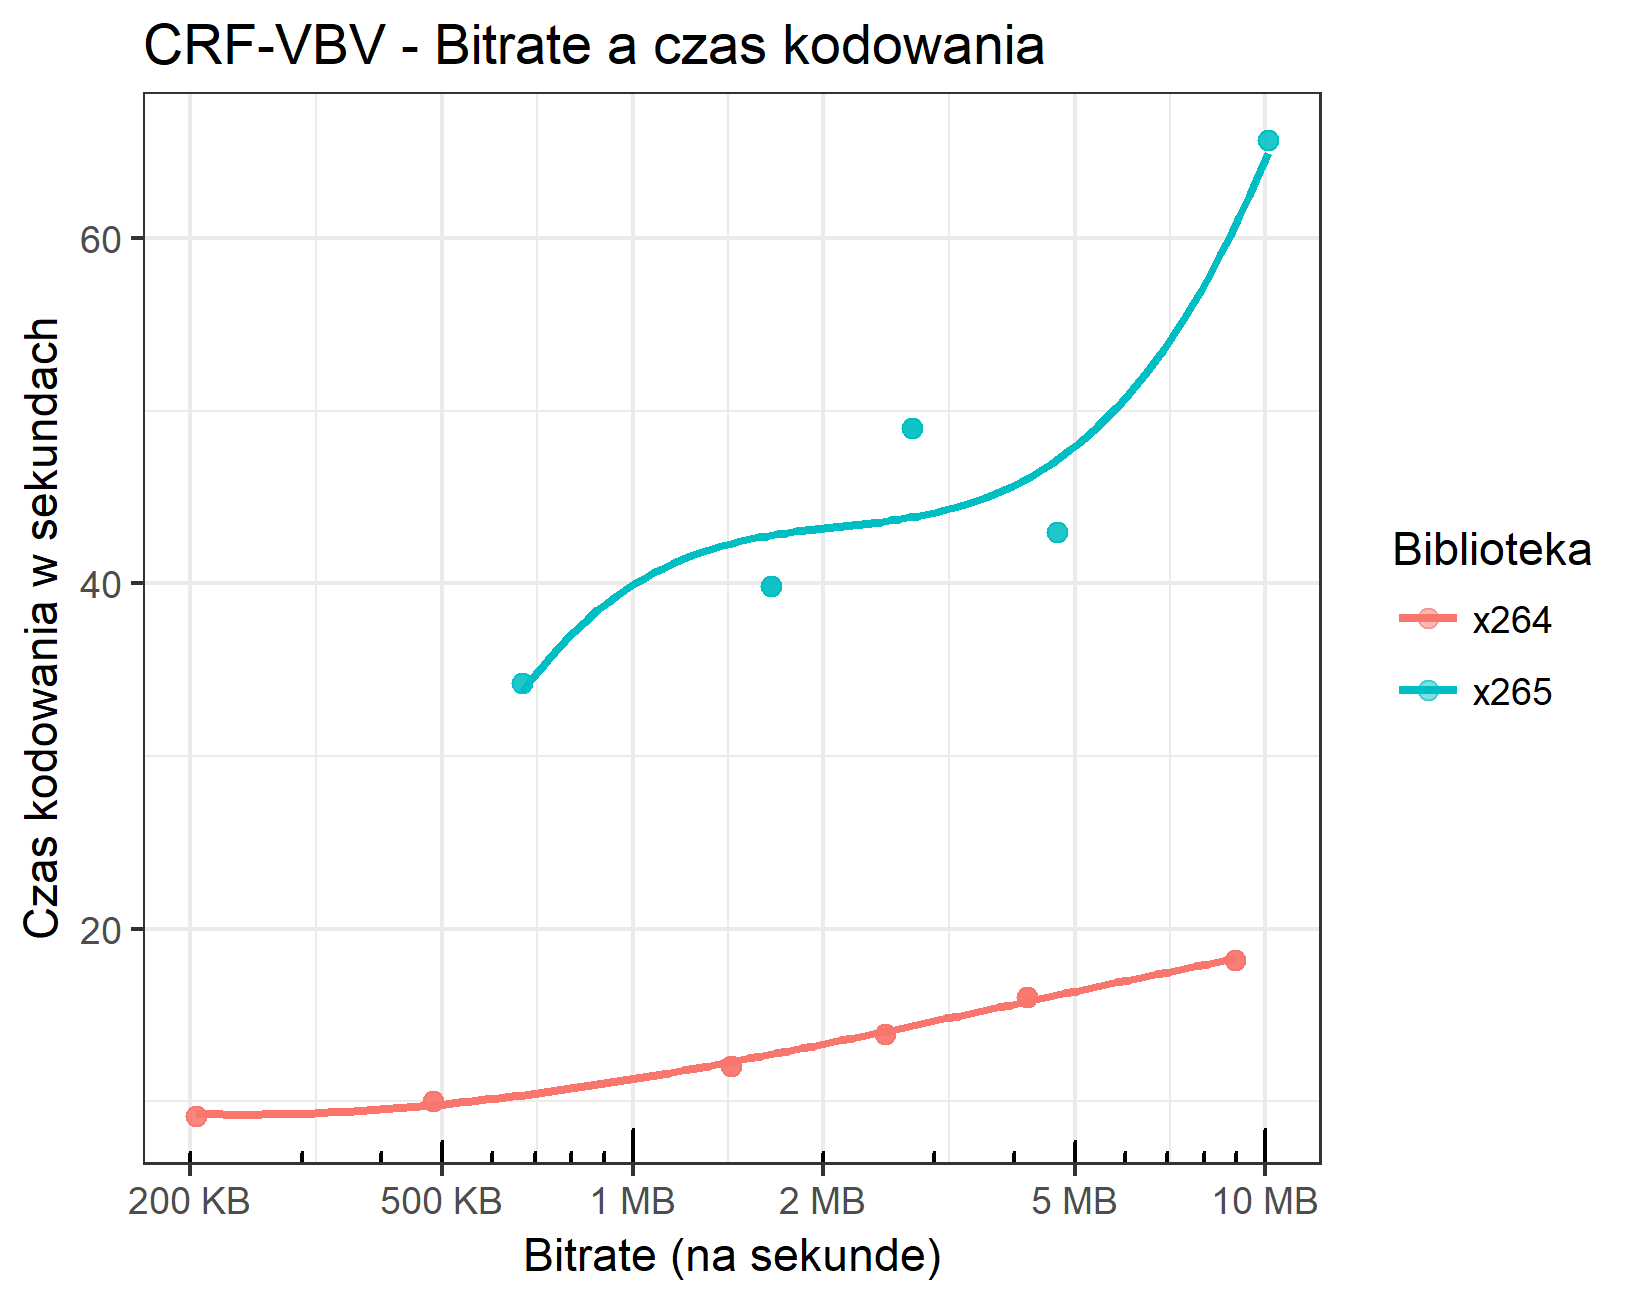 CRF-VBV - Bitrate a czas kodowania
Czas kodowania w sekundach
60
40
20
200 KB
500 KB
1 MB
2 MB
5 MB
10 MB
Bitrate (na sekunde)
Biblioteka
x264
x265